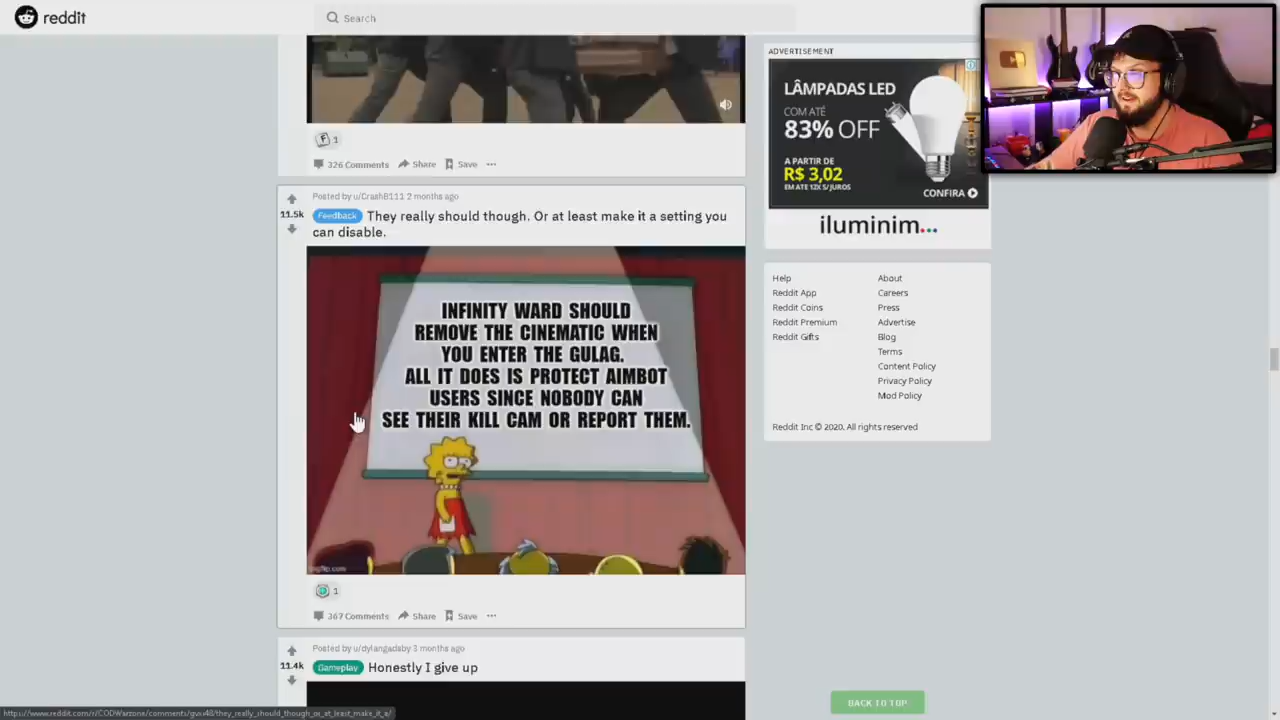 reddit
Search
1
326 Comments Share Save
Posted by u/CrashB111 2 months ago
11.5k
Feedback They really should though. Or at least make it a setting you
can disable.
INFINITY WARD SHOULD
REMOVE THE CINEMATIC WHEN
YOU ENTER THE GULAG.
ALL IT DOES IS PROTECT AIMBOT
USERS SINCE NOBODY CAN
SEE THEIR KILL CAM OR REPORT THEM.
imgflip.com
1
367 Comments Share Save
Posted by u/dylangadsby 3 months ago
11.4k
Gameplay Honestly I give up
ADVERTISEMENT
LÂMPADAS LED
COM ATÉ
83% OFF
A PARTIR DE
R$ 3,02
EM ATÉ 12X S/ JUROS
CONFIRA
iluminim...
Help
Reddit App
Reddit Coins
Reddit Premium
Reddit Gifts
About
Careers
Press
Advertise
Blog
Terms
Content Policy
Privacy Policy
Mod Policy
Reddit Inc © 2020. All rights reserved
BACK TO TOP